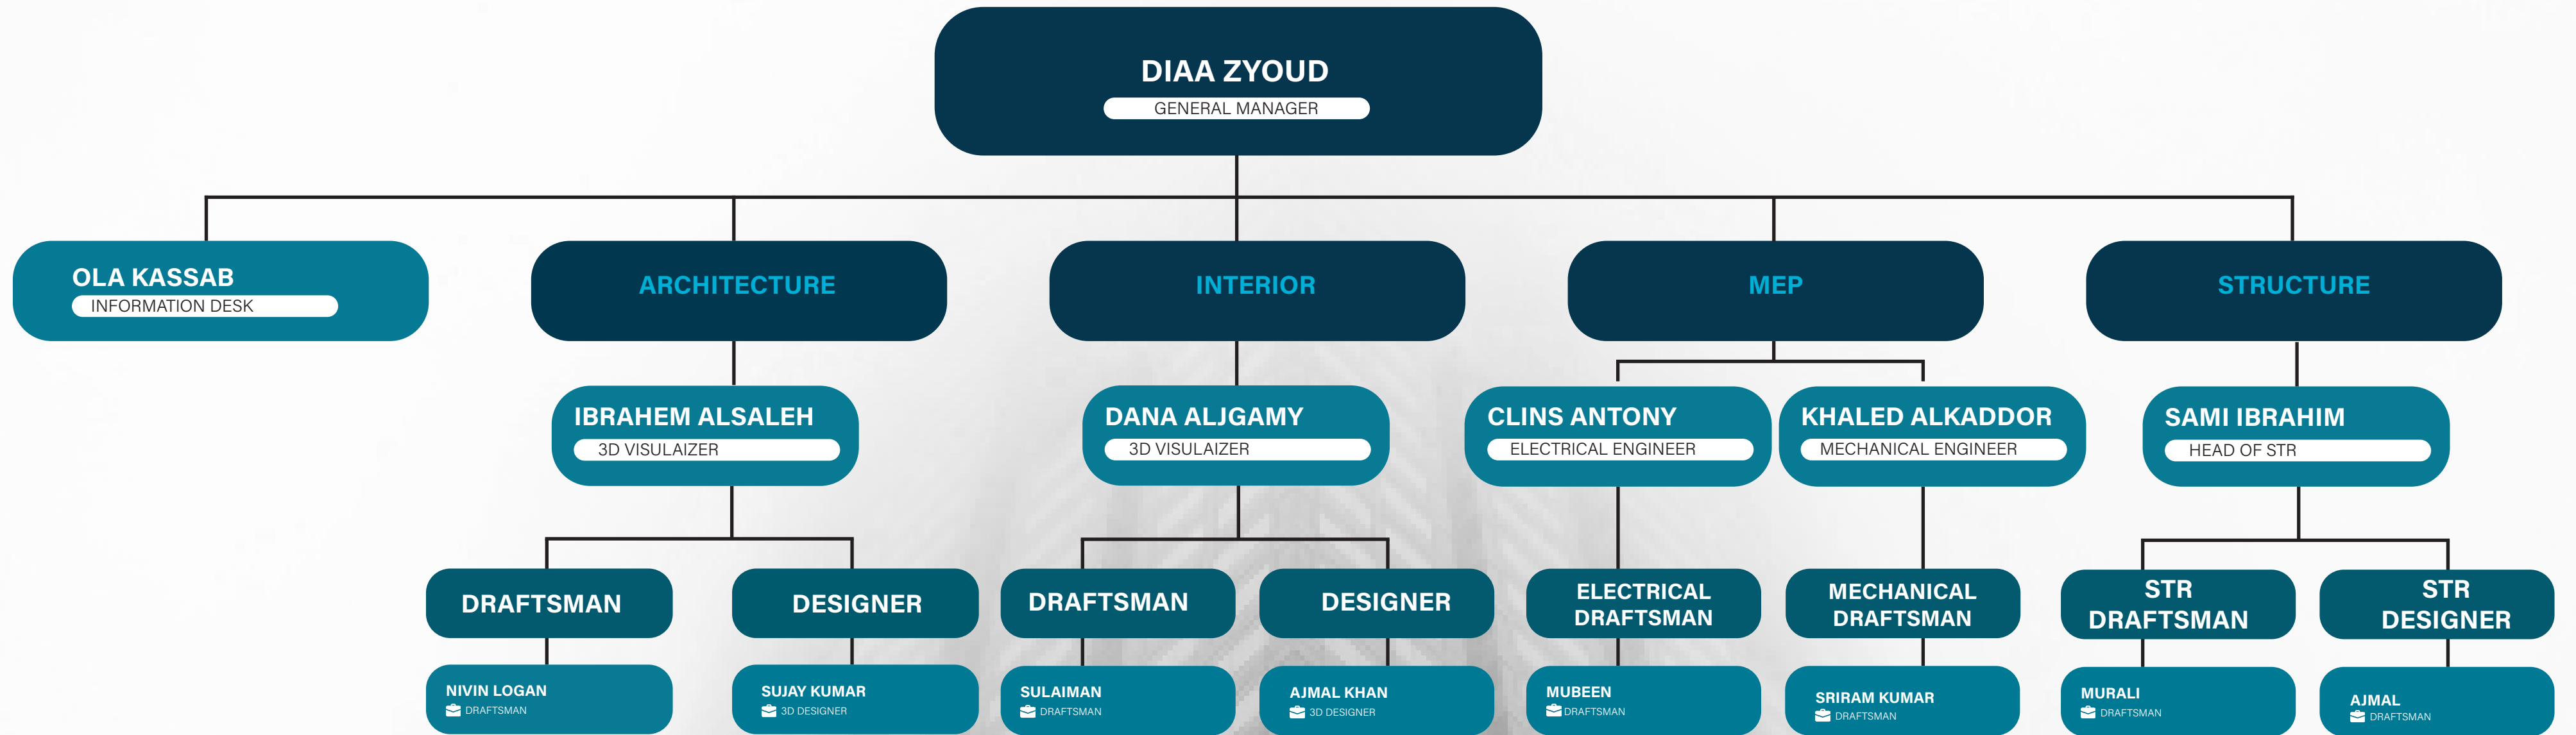 DIAA ZYOUD
GENERAL MANAGER
OLA KASSAB
INFORMATION DESK
ARCHITECTURE
INTERIOR
MEP
STRUCTURE
IBRAHEM ALSALEH
3D VISULAIZER
DANA ALJGAMY
3D VISULAIZER
CLINS ANTONY
ELECTRICAL ENGINEER
KHALED ALKADDOR
MECHANICAL ENGINEER
SAMI IBRAHIM
HEAD OF STR
DRAFTSMAN
DESIGNER
DRAFTSMAN
DESIGNER
ELECTRICAL
DRAFTSMAN
MECHANICAL
DRAFTSMAN
STR
DRAFTSMAN
STR
DESIGNER
NIVIN LOGAN
DRAFTSMAN
SUJAY KUMAR
3D DESIGNER
SULAIMAN
DRAFTSMAN
AJMAL KHAN
3D DESIGNER
MUBEEN
DRAFTSMAN
SRIRAM KUMAR
DRAFTSMAN
MURALI
DRAFTSMAN
AJMAL
DRAFTSMAN